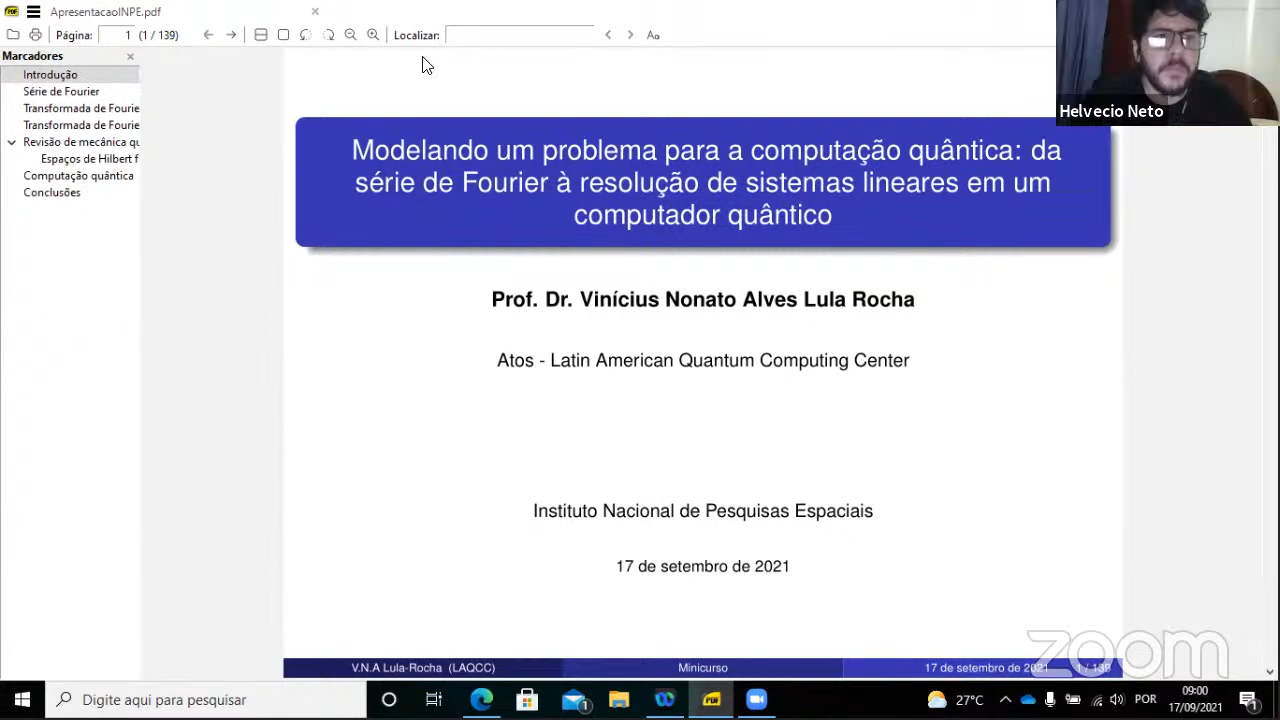 ApresentacaoINPE.pdf
Página: 1 (1 / 139) Localizar:
Marcadores
Introdução
Série de Fourier
Transformada de Fourie
Transformada de Fourie
Revisão de mecânica qu
Espaços de Hilbert f
Computação quântica
Conclusões
Helvecio Neto
Modelando um problema para a computação quântica: da
série de Fourier à resolução de sistemas lineares em um
computador quântico
Prof. Dr. Vinícius Nonato Alves Lula Rocha
Atos - Latin American Quantum Computing Center
Instituto Nacional de Pesquisas Espaciais
17 de setembro de 2021
zoom
V.N.A Lula-Rocha (LAQCC) Minicurso 17 de setembro de 2021 1 / 139
Digite aqui para pesquisar
27°C POR
09:00
17/09/2021